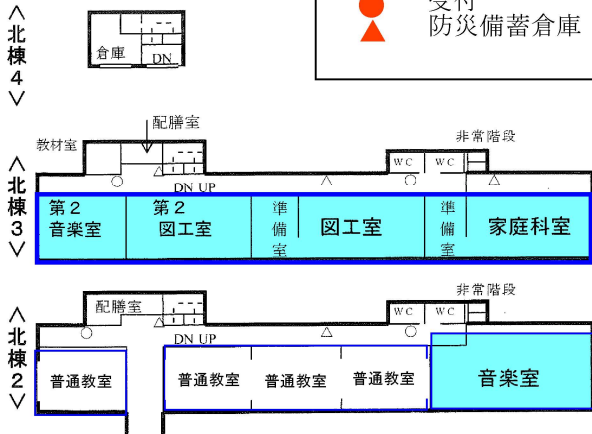 受付
防災備蓄倉庫
<北棟4>
倉庫
DN
<北棟3>
教材室
配膳室
非常階段
WC
WC
DN UP
第2
音楽室
第2
図工室
準備室
図工室
準備室
家庭科室
<北棟2>
配膳室
非常階段
WC
WC
DN UP
普通教室
普通教室
普通教室
普通教室
音楽室